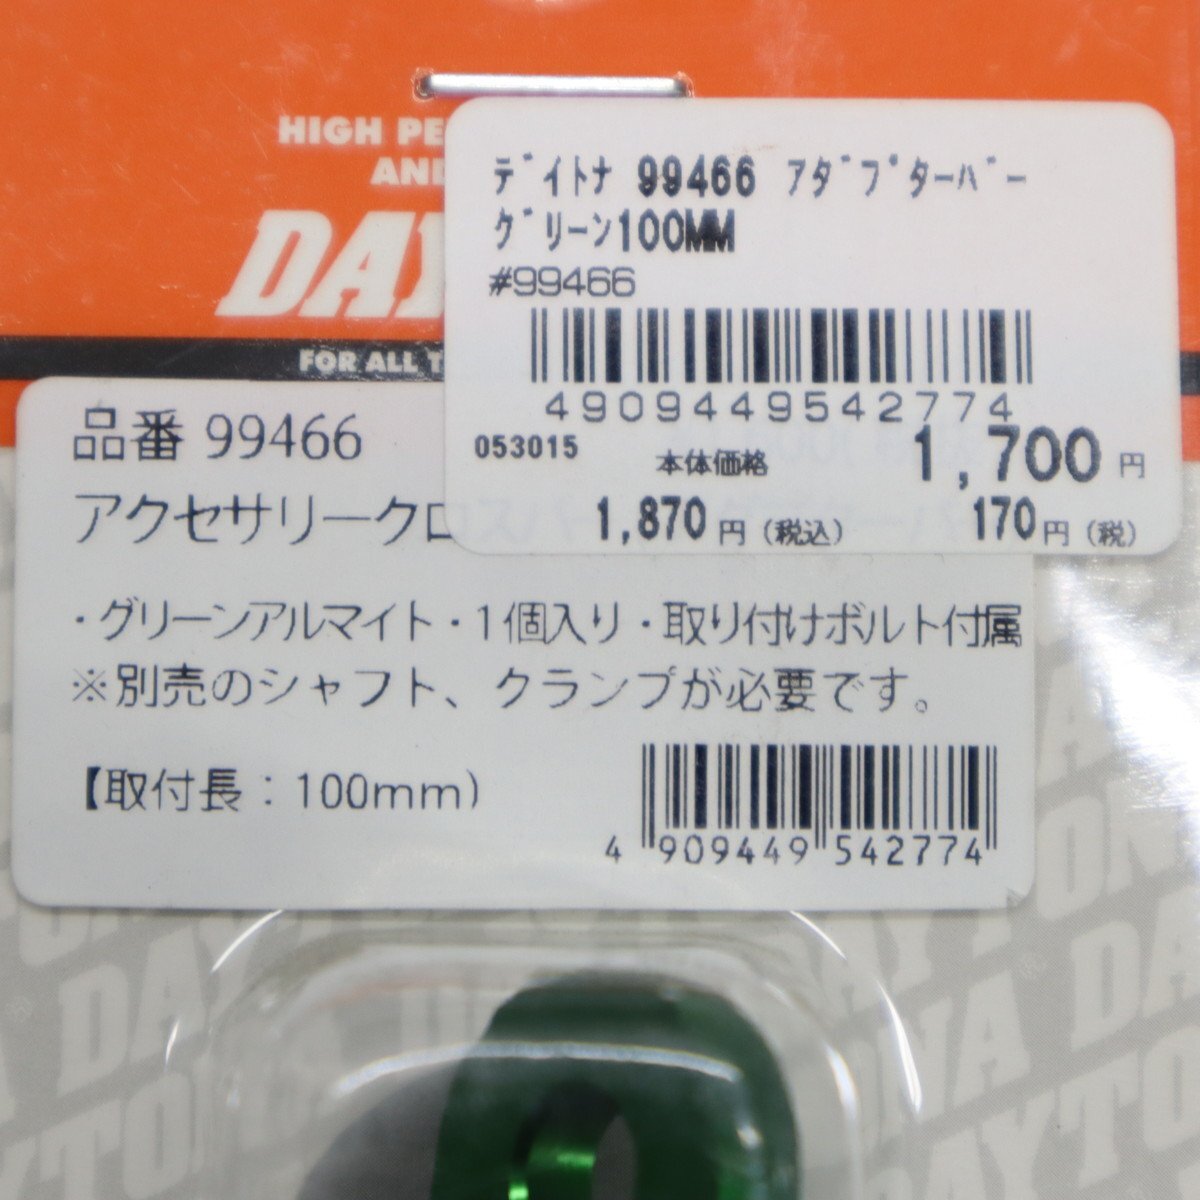 HIGH PE
AND
DAY
FOR ALL T
ﾃﾞｲﾄﾅ 99466 ｱﾀﾞﾌﾟﾀｰﾊﾞｰ
ｸﾞﾘｰﾝ100MM
#99466
4909449542774
053015 本体価格 1,700円
1,870円(税込) 170円(税)
品番 99466
アクセサリークロ
・グリーンアルマイト・1個入り・取り付けボルト付属
※別売のシャフト、クランプが必要です。
【取付長：100mm)
4 909449 542774
DAYTONA